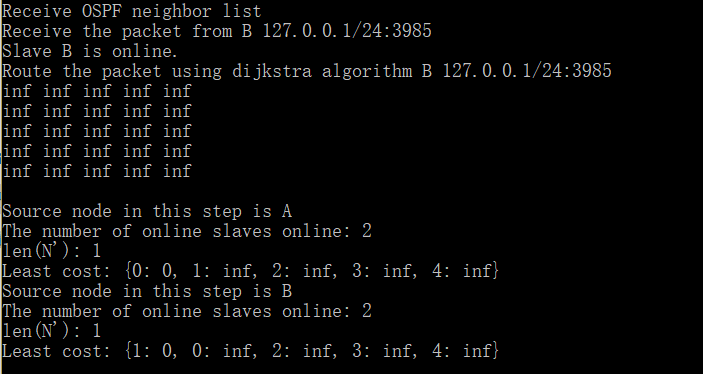 Receive OSPF neighbor list
Receive the packet from B 127.0.0.1/24:3985
Slave B is online.
Route the packet using dijkstra algorithm B 127.0.0.1/24:3985
inf inf inf inf inf
inf inf inf inf inf
inf inf inf inf inf
inf inf inf inf inf
inf inf inf inf inf
Source node in this step is A
The number of online slaves online: 2
len(N'): 1
Least cost: {0: 0, 1: inf, 2: inf, 3: inf, 4: inf}
Source node in this step is B
The number of online slaves online: 2
len(N'): 1
Least cost: {1: 0, 0: inf, 2: inf, 3: inf, 4: inf}